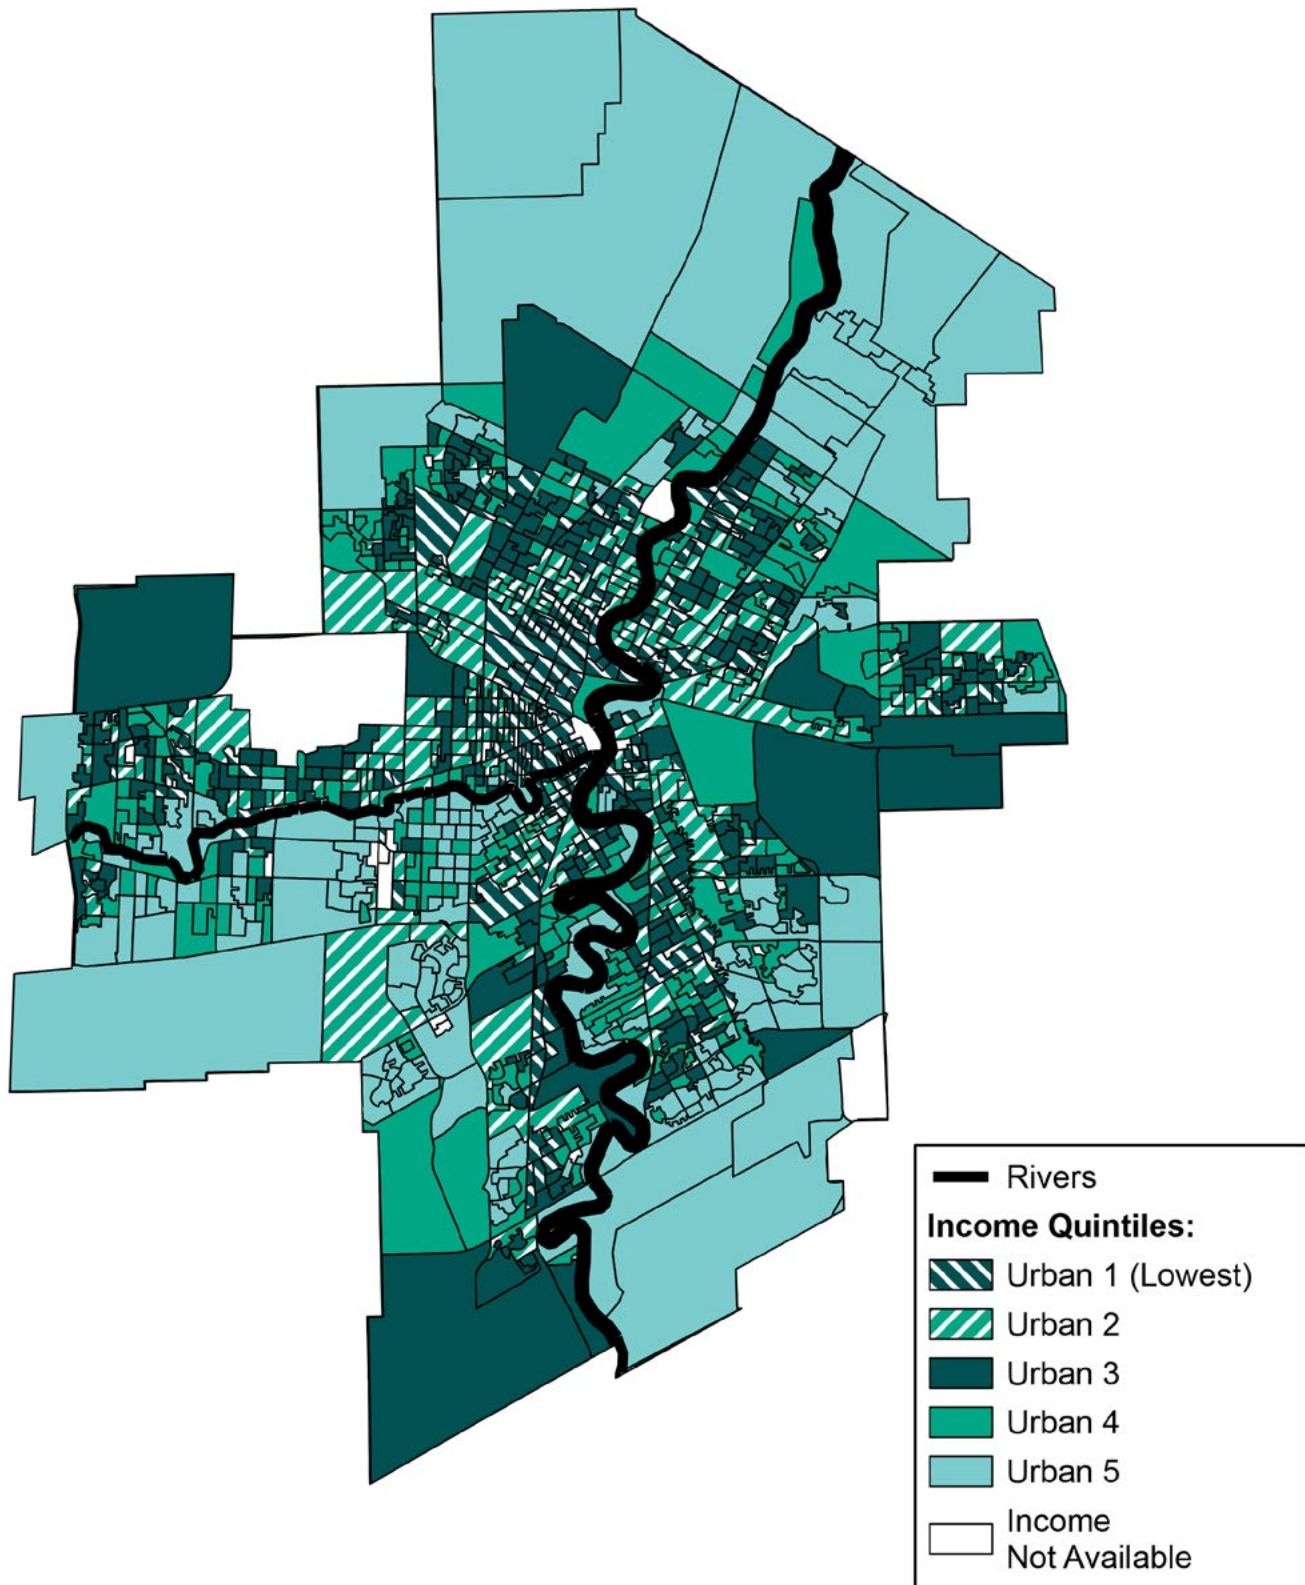 Rivers
Income Quintiles:
Urban 1 (Lowest)
Urban 2
Urban 3
Urban 4
Urban 5
Income
Not Available